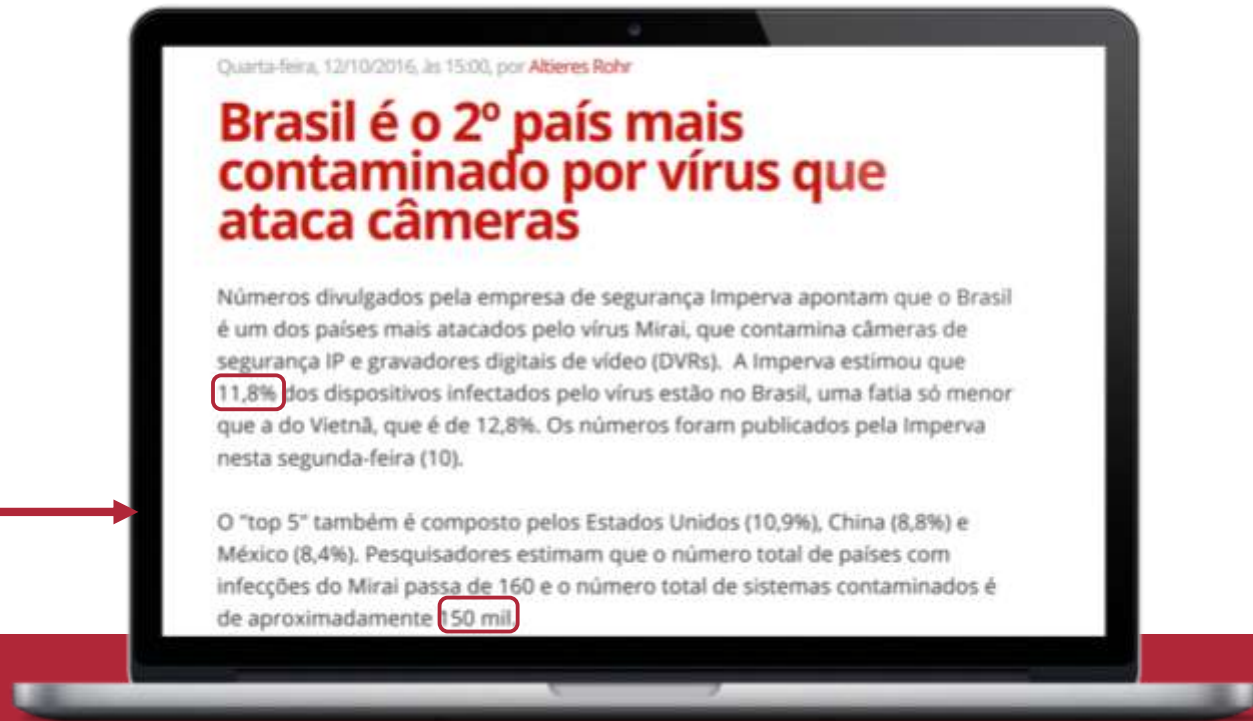 Quarta-feira, 12/10/2016, às 15:00, por Altieres Rohr
Brasil é o 2º país mais
contaminado por vírus que
ataca câmeras
Números divulgados pela empresa de segurança Imperva apontam que o Brasil
é um dos países mais atacados pelo vírus Mirai, que contamina câmeras de
segurança IP e gravadores digitais de vídeo (DVRs). A Imperva estimou que
11,8% dos dispositivos infectados pelo vírus estão no Brasil, uma fatia só menor
que a do Vietnã, que é de 12,8%. Os números foram publicados pela Imperva
nesta segunda-feira (10).
O "top 5" também é composto pelos Estados Unidos (10,9%), China (8,8%) e
México (8,4%). Pesquisadores estimam que o número total de países com
infecções do Mirai passa de 160 e o número total de sistemas contaminados é
de aproximadamente 150 mil.